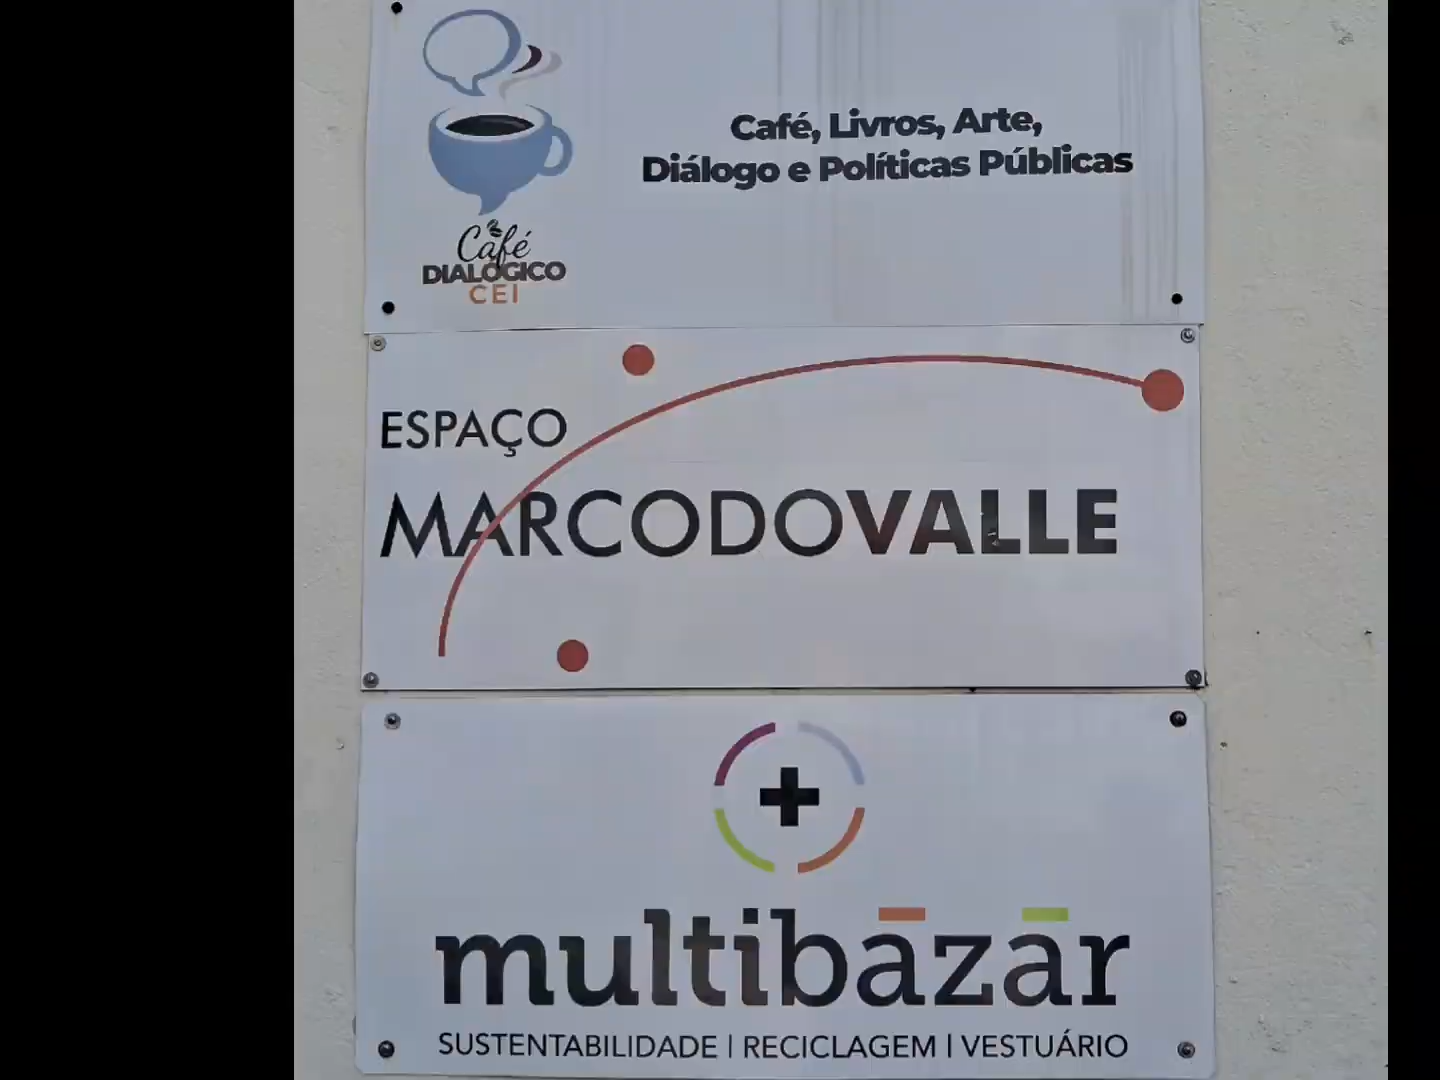 Café, Livros, Arte,
Diálogo e Políticas Públicas
Café
DIALÓGICO
CEI
ESPAÇO
MARCODOVALLE
multibazar
SUSTENTABILIDADE | RECICLAGEM | VESTUÁRIO